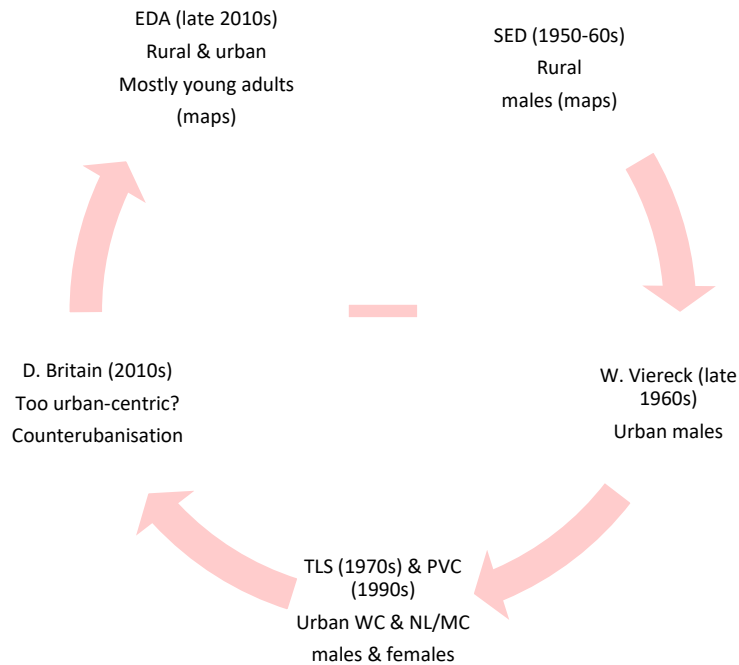 EDA (late 2010s)
Rural & urban
Mostly young adults
(maps)
SED (1950-60s)
Rural
males (maps)
W. Viereck (late
1960s)
Urban males
TLS (1970s) & PVC
(1990s)
Urban WC & NL/MC
males & females
D. Britain (2010s)
Too urban-centric?
Counterubanisation